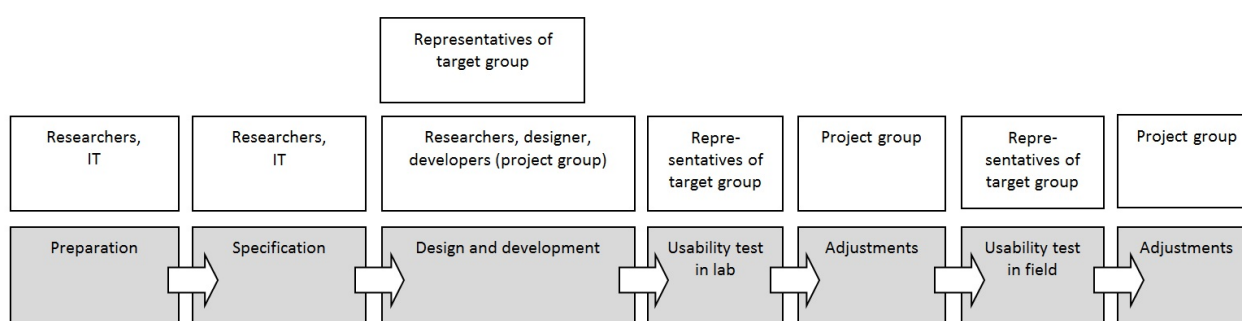 Representatives of
target group
Researchers,
IT
Researchers,
IT
Researchers, designer,
developers (project group)
Repre-
sentatives of
target group
Project group
Repre-
sentatives of
target group
Project group
Preparation
Specification
Design and development
Usability test
in lab
Adjustments
Usability test
in field
Adjustments